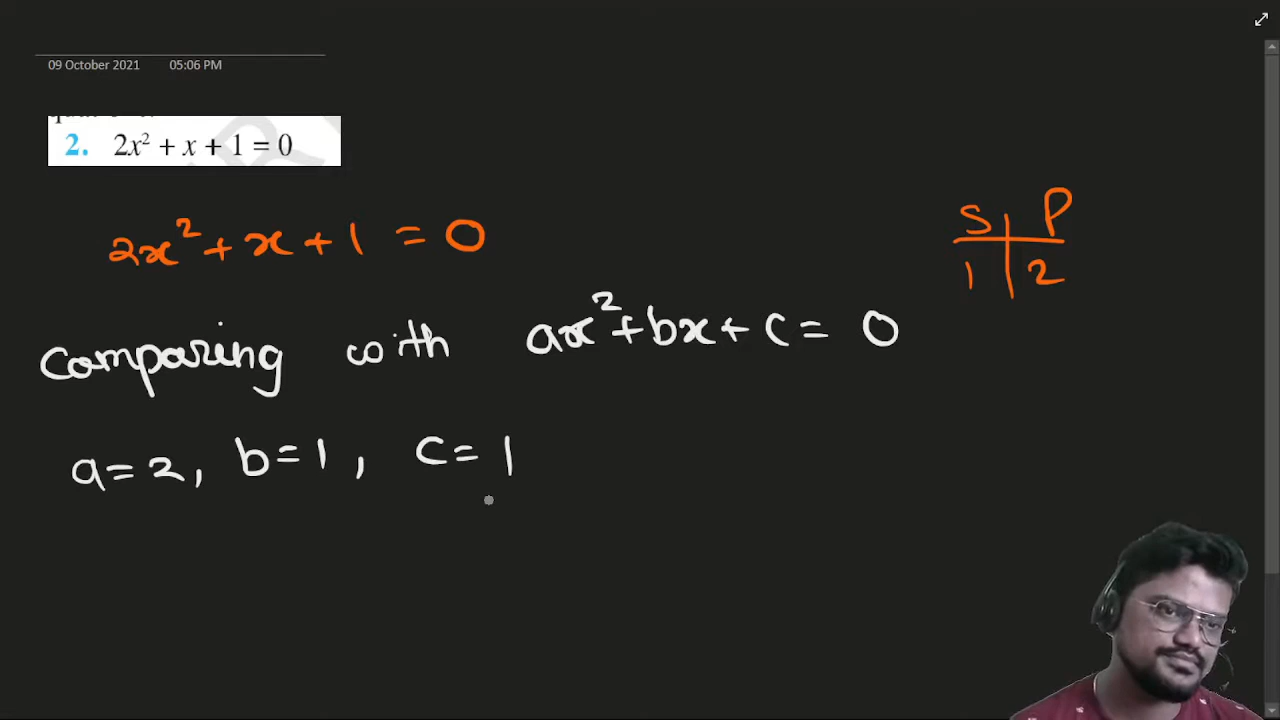 09 October 2021 05:06 PM
2. 2x² + x + 1 = 0
2x² + x + 1 = 0
S | P
1 | 2
Comparing with ax² + bx + c = 0
a = 2, b = 1, c = 1